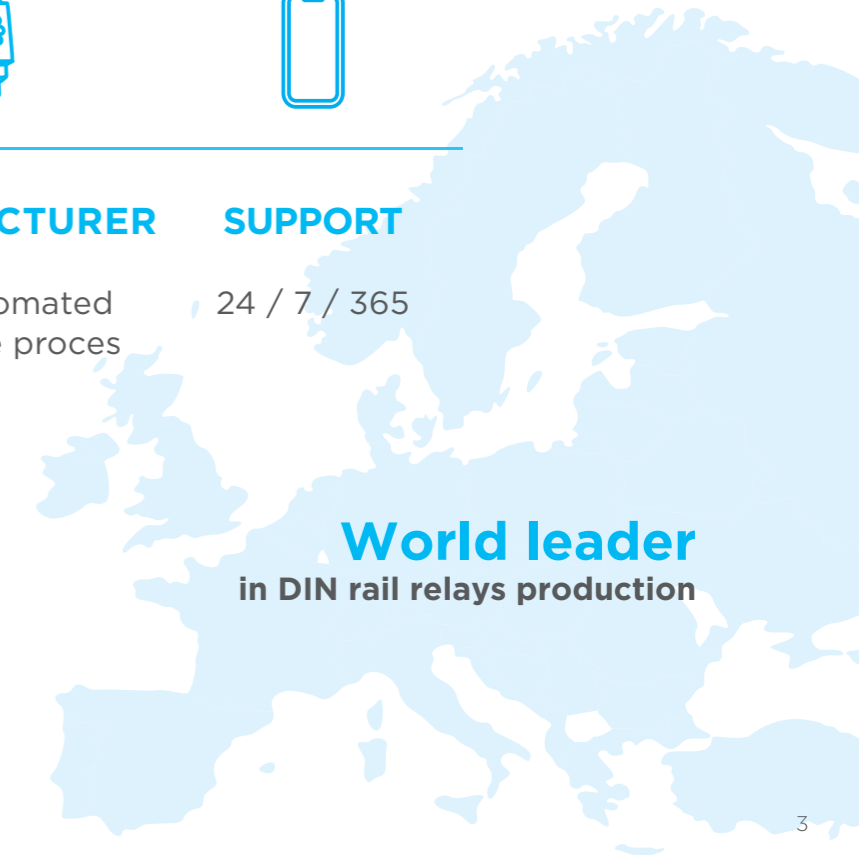 CTURER SUPPORT
omated 24 / 7 / 365
proces
World leader
in DIN rail relays production
3